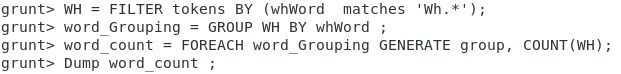 grunt> WH = FILTER tokens BY (whWord  matches 'Wh.*');
grunt> word_Grouping = GROUP WH BY whWord ;
grunt> word_count = FOREACH word_Grouping GENERATE group, COUNT(WH);
grunt> Dump word_count ;